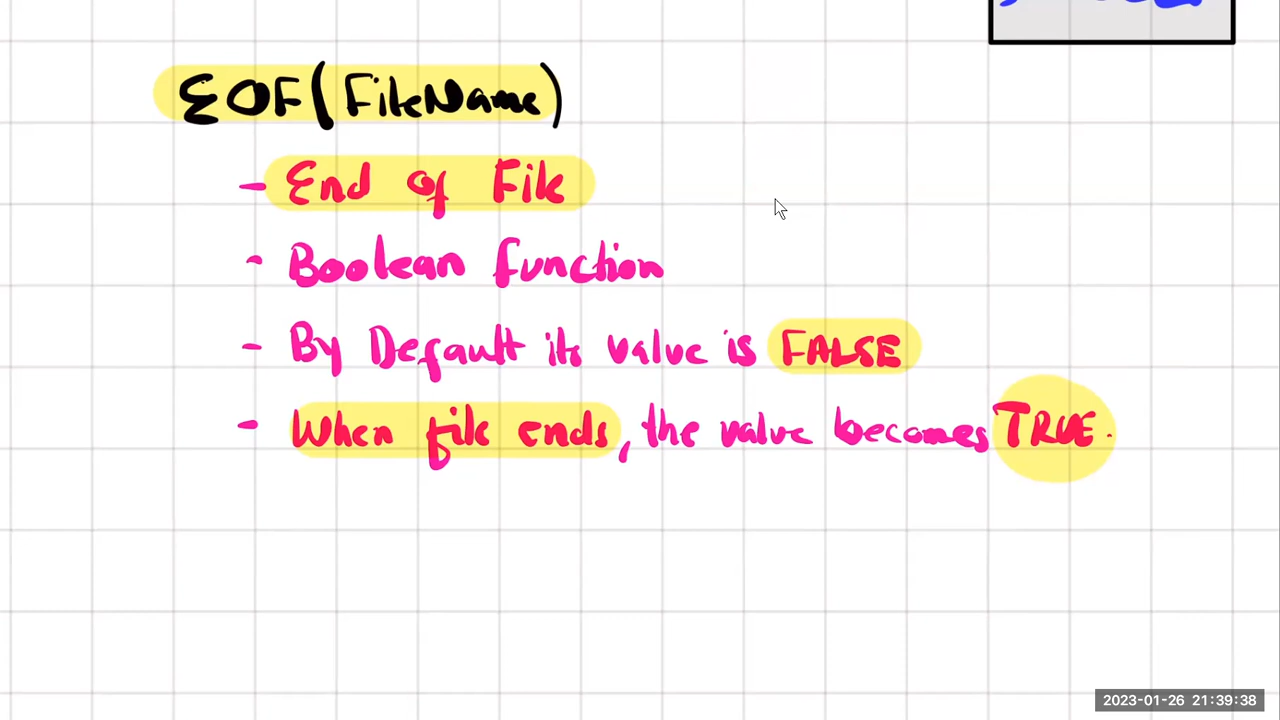 EOF(FileName)
- End of File
- Boolean function
- By Default its value is FALSE
- When file ends, the value becomes TRUE.
2023-01-26 21:39:38